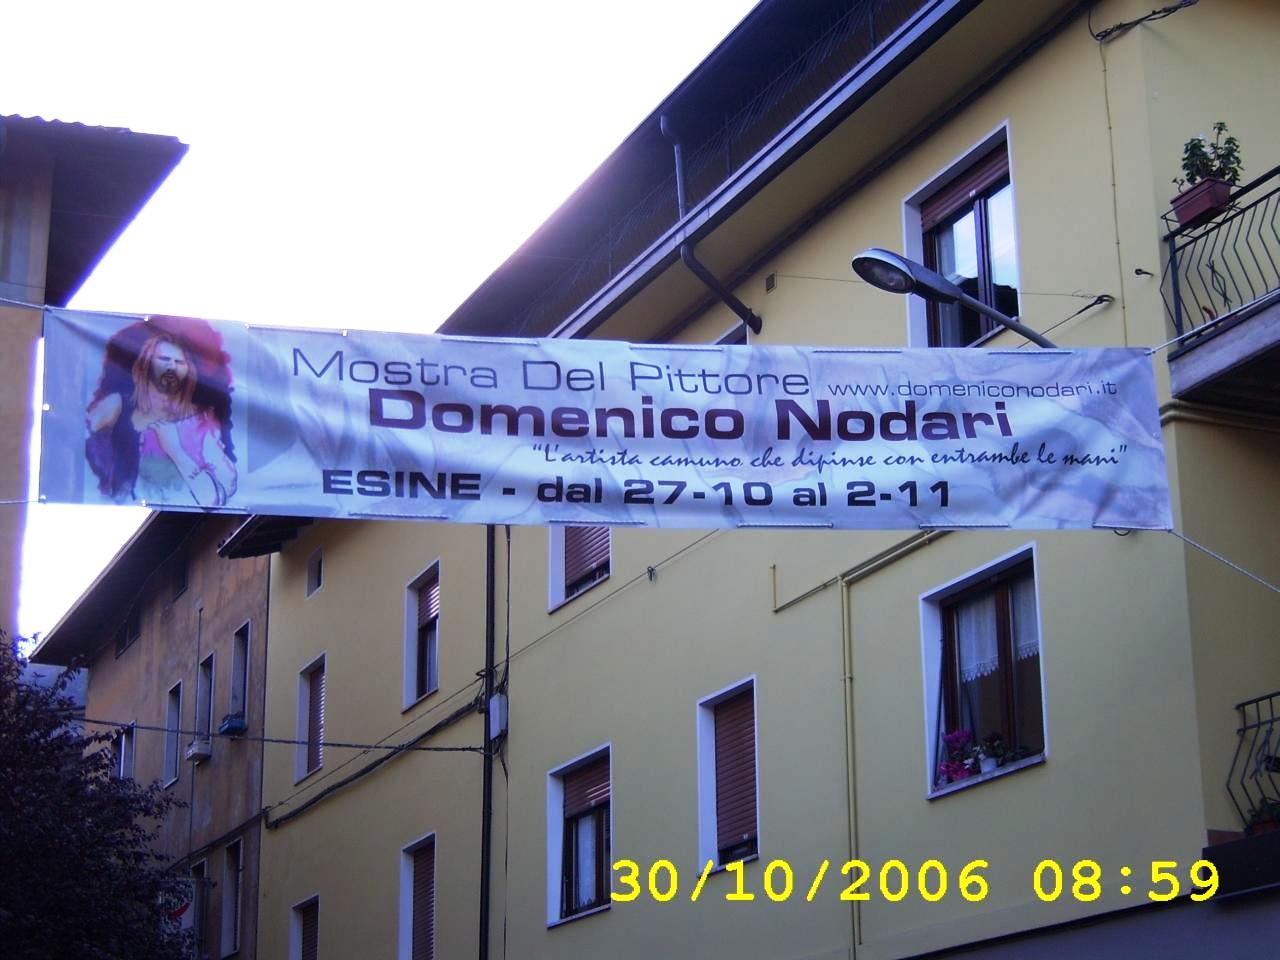 Mostra Del Pittore www.domeniconodari.it
Domenico Nodari
"L'artista camuno che dipinse con entrambe le mani"
ESINE - dal 27-10 al 2-11
30/10/2006 08:59